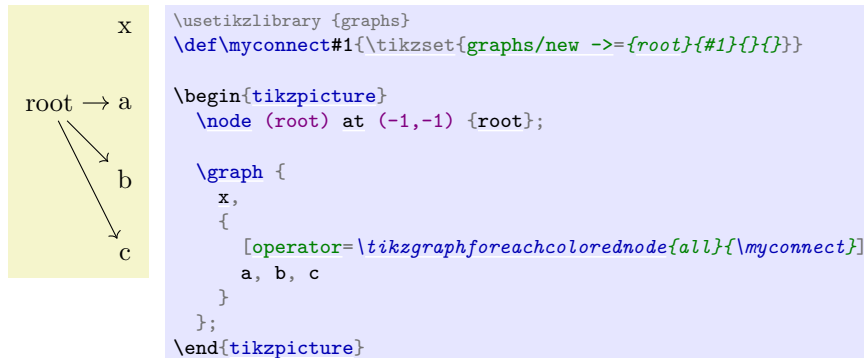 x
root → a
b
c
\usetikzlibrary {graphs}
\def\myconnect#1{\tikzset{graphs/new ->={root}{#1}{}{}}}
\begin{tikzpicture}
\node (root) at (-1,-1) {root};
\graph {
x,
{
[operator=\tikzgraphforeachcolorednode{all}{\myconnect}]
a, b, c
}
};
\end{tikzpicture}